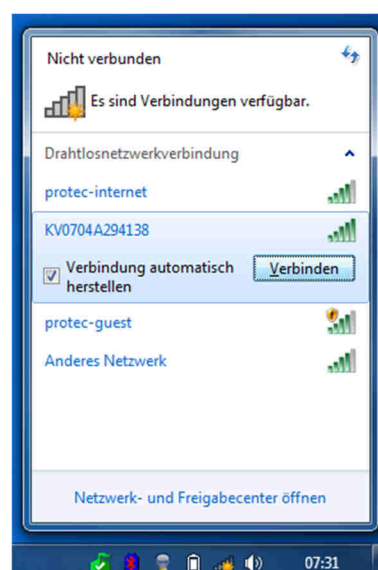 Nicht verbunden
Es sind Verbindungen verfügbar.
Drahtlosnetzwerkverbindung
protec-internet
KV0704A294138
Verbindung automatisch
herstellen
Verbinden
protec-guest
Anderes Netzwerk
Netzwerk- und Freigabecenter öffnen
07:31